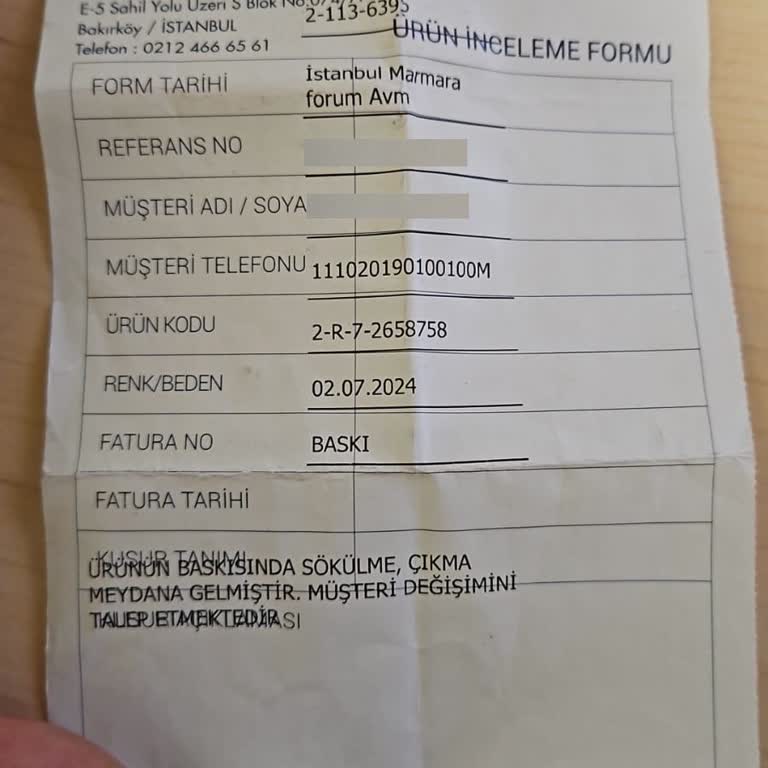 E-5 Sahil Yolu Üzeri S Blok No
Bakırköy / İSTANBUL
Telefon : 0212 466 65 61
2-113-6395
ÜRÜN İNCELEME FORMU
FORM TARİHİ İstanbul Marmara
forum Avm
REFERANS NO
MÜŞTERİ ADI / SOYA
MÜŞTERİ TELEFONU 111020190100100M
ÜRÜN KODU 2-R-7-2658758
RENK/BEDEN 02.07.2024
FATURA NO BASKI
FATURA TARİHİ
KUSUR TANIMI
ÜRÜNÜN BASKISINDA SÖKÜLME, ÇIKMA
MEYDANA GELMİŞTİR. MÜŞTERİ DEĞİŞİMİNİ
TALEP ETMEKTEDİR